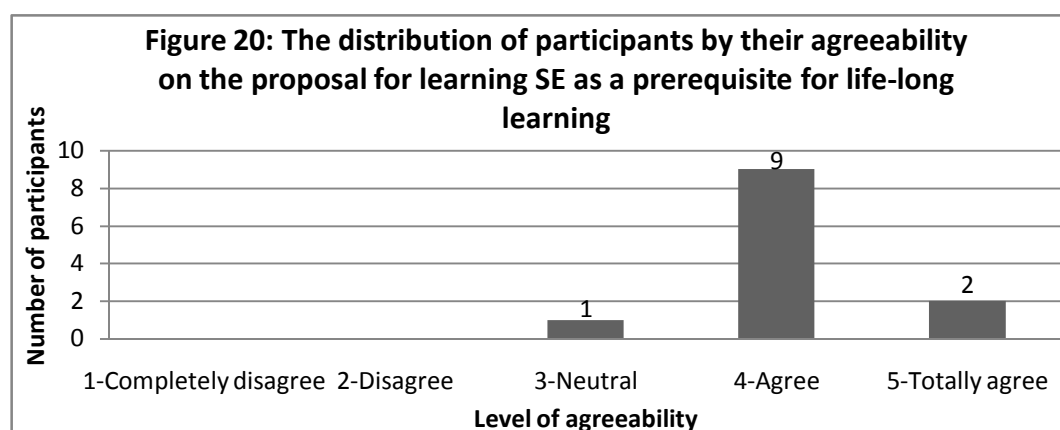 Figure 20: The distribution of participants by their agreeability
on the proposal for learning SE as a prerequisite for life-long
learning
Number of participants
10
8
6
4
2
0
1
9
2
1-Completely disagree 2-Disagree 3-Neutral 4-Agree 5-Totally agree
Level of agreeability